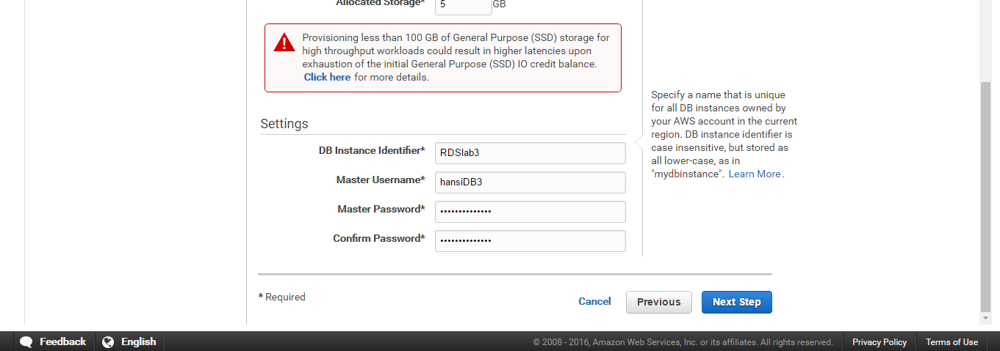 Allocated Storage* 5 GB
Provisioning less than 100 GB of General Purpose (SSD) storage for
high throughput workloads could result in higher latencies upon
exhaustion of the initial General Purpose (SSD) IO credit balance.
Click here for more details.
Specify a name that is unique
for all DB instances owned by
your AWS account in the current
region. DB instance identifier is
case insensitive, but stored as
all lower-case, as in
"mydbinstance". Learn More.
Settings
DB Instance Identifier* RDSlab3
Master Username* hansiDB3
Master Password* ••••••••••••••
Confirm Password* ••••••••••••••
* Required
Cancel Previous Next Step
Feedback English © 2008 - 2016, Amazon Web Services, Inc. or its affiliates. All rights reserved. Privacy Policy Terms of Use